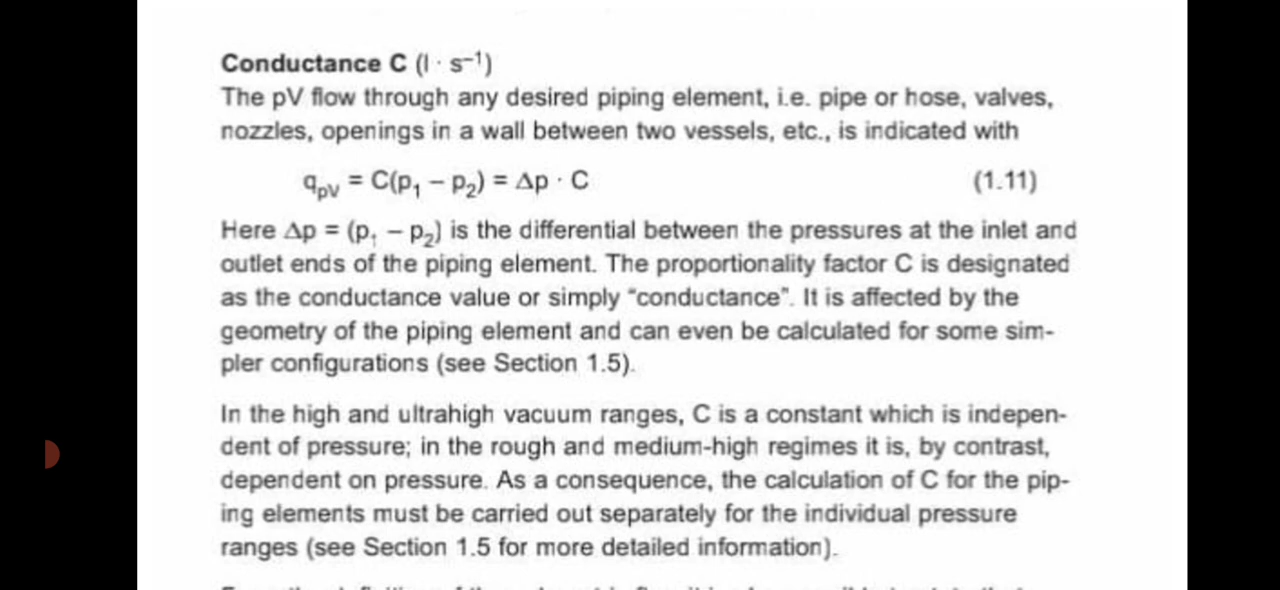 Conductance C (l · s⁻¹)
The pV flow through any desired piping element, i.e. pipe or hose, valves,
nozzles, openings in a wall between two vessels, etc., is indicated with
qpV = C(p₁ – p₂) = Δp · C (1.11)
Here Δp = (p₁ – p₂) is the differential between the pressures at the inlet and
outlet ends of the piping element. The proportionality factor C is designated
as the conductance value or simply “conductance”. It is affected by the
geometry of the piping element and can even be calculated for some sim-
pler configurations (see Section 1.5).
In the high and ultrahigh vacuum ranges, C is a constant which is indepen-
dent of pressure; in the rough and medium-high regimes it is, by contrast,
dependent on pressure. As a consequence, the calculation of C for the pip-
ing elements must be carried out separately for the individual pressure
ranges (see Section 1.5 for more detailed information).